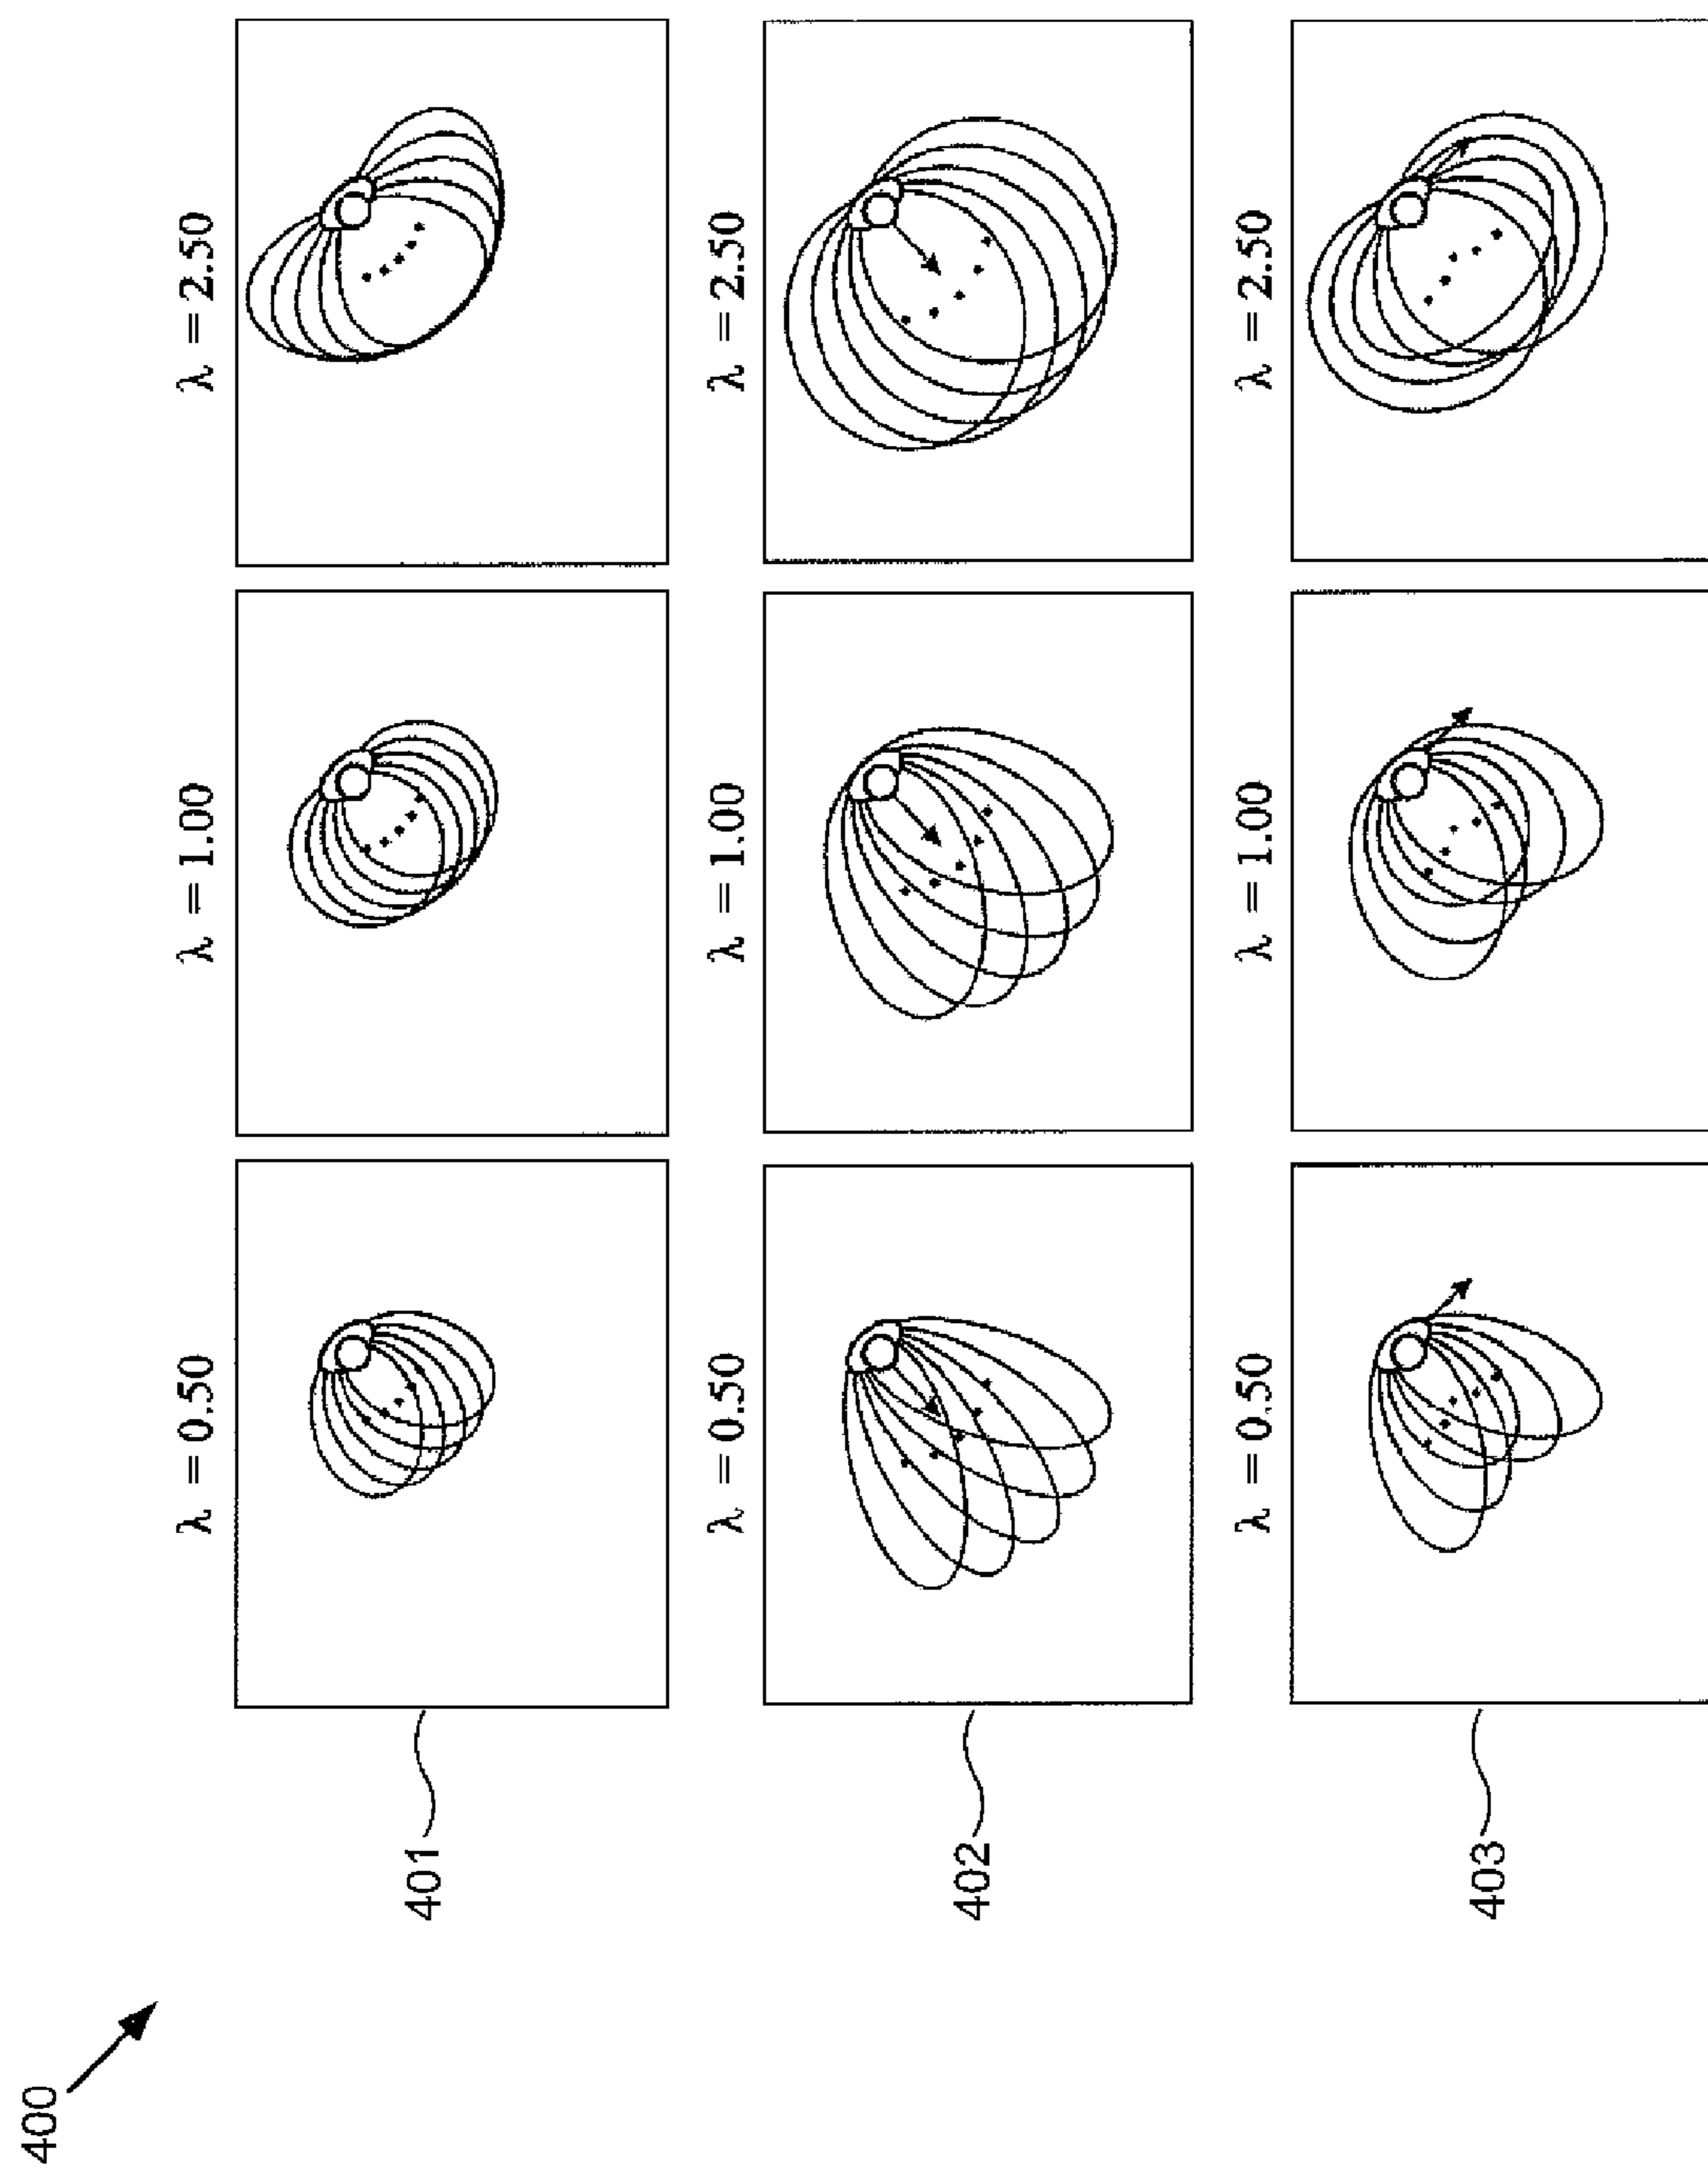 400
λ = 0.50
λ = 1.00
λ = 2.50
401
λ = 0.50
λ = 1.00
λ = 2.50
402
λ = 0.50
λ = 1.00
λ = 2.50
403